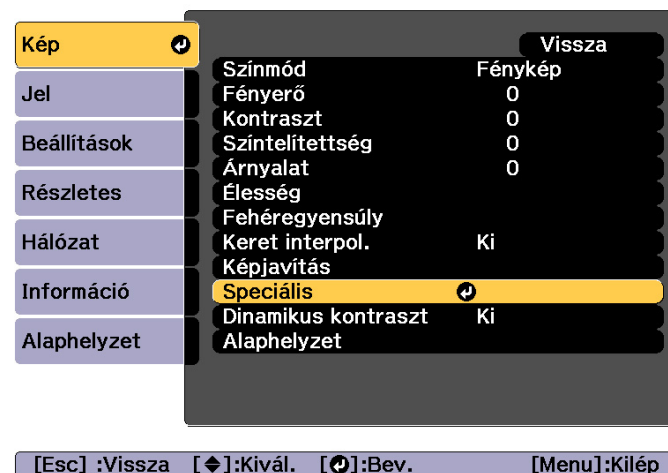 Kép
Jel
Beállítások
Részletes
Hálózat
Információ
Alaphelyzet
Vissza
Színmód Fénykép
Fényerő 0
Kontraszt 0
Színtelítettség 0
Árnyalat 0
Élesség
Fehéregyensúly
Keret interpol. Ki
Képjavítás
Speciális
Dinamikus kontraszt Ki
Alaphelyzet
[Esc] :Vissza [◆]:Kivál. [⏎]:Bev. [Menu]:Kilép